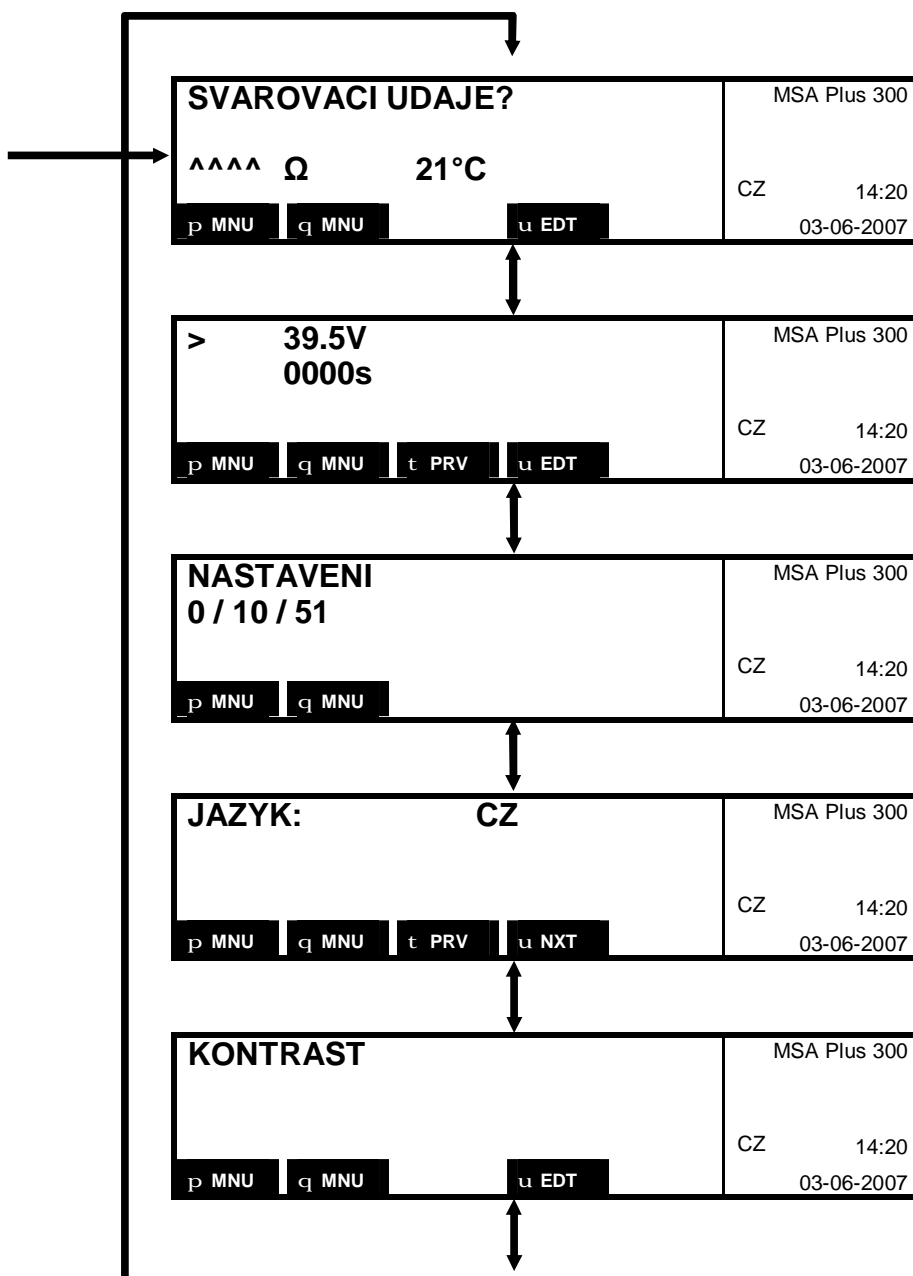 SVAROVACI UDAJE?
^^^^ Ω 21°C
p MNU q MNU u EDT
MSA Plus 300
CZ 14:20
03-06-2007
> 39.5V
0000s
p MNU q MNU t PRV u EDT
MSA Plus 300
CZ 14:20
03-06-2007
NASTAVENI
0 / 10 / 51
p MNU q MNU
MSA Plus 300
CZ 14:20
03-06-2007
JAZYK: CZ
p MNU q MNU t PRV u NXT
MSA Plus 300
CZ 14:20
03-06-2007
KONTRAST
p MNU q MNU u EDT
MSA Plus 300
CZ 14:20
03-06-2007